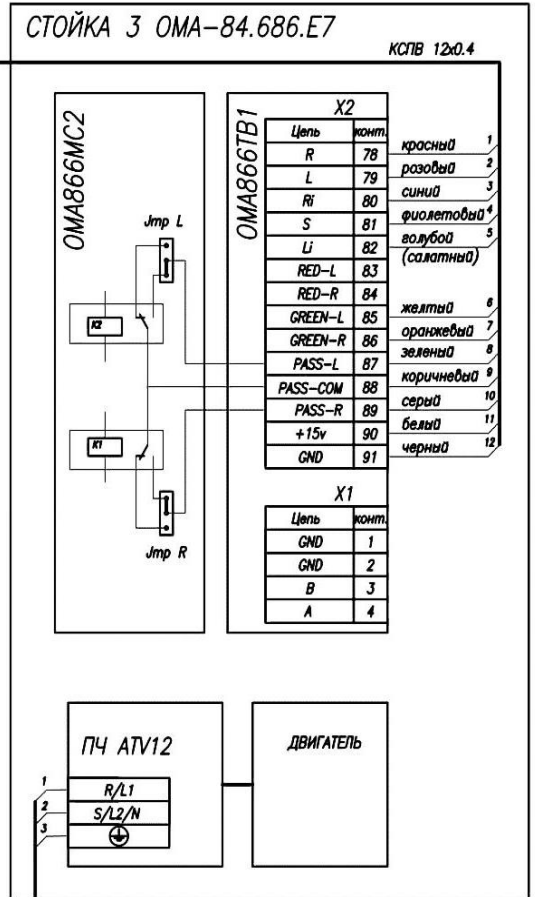 СТОЙКА 3 ОМА-84.686.Е7
КСПВ 12х0.4
ОМА866МС2
Jmp L
K2
K1
Jmp R
ОМА866ТВ1
X2
Цепь конт.
R 78 красный 1
L 79 розовый 2
Ri 80 синий 3
S 81 фиолетовый 4
Li 82 голубой 5
(салатный)
RED-L 83
RED-R 84
GREEN-L 85 желтый 6
GREEN-R 86 оранжевый 7
PASS-L 87 зеленый 8
PASS-COM 88 коричневый 9
PASS-R 89 серый 10
+15v 90 белый 11
GND 91 черный 12
X1
Цепь конт.
GND 1
GND 2
B 3
A 4
ПЧ ATV12
1 R/L1
2 S/L2/N
3
ДВИГАТЕЛЬ